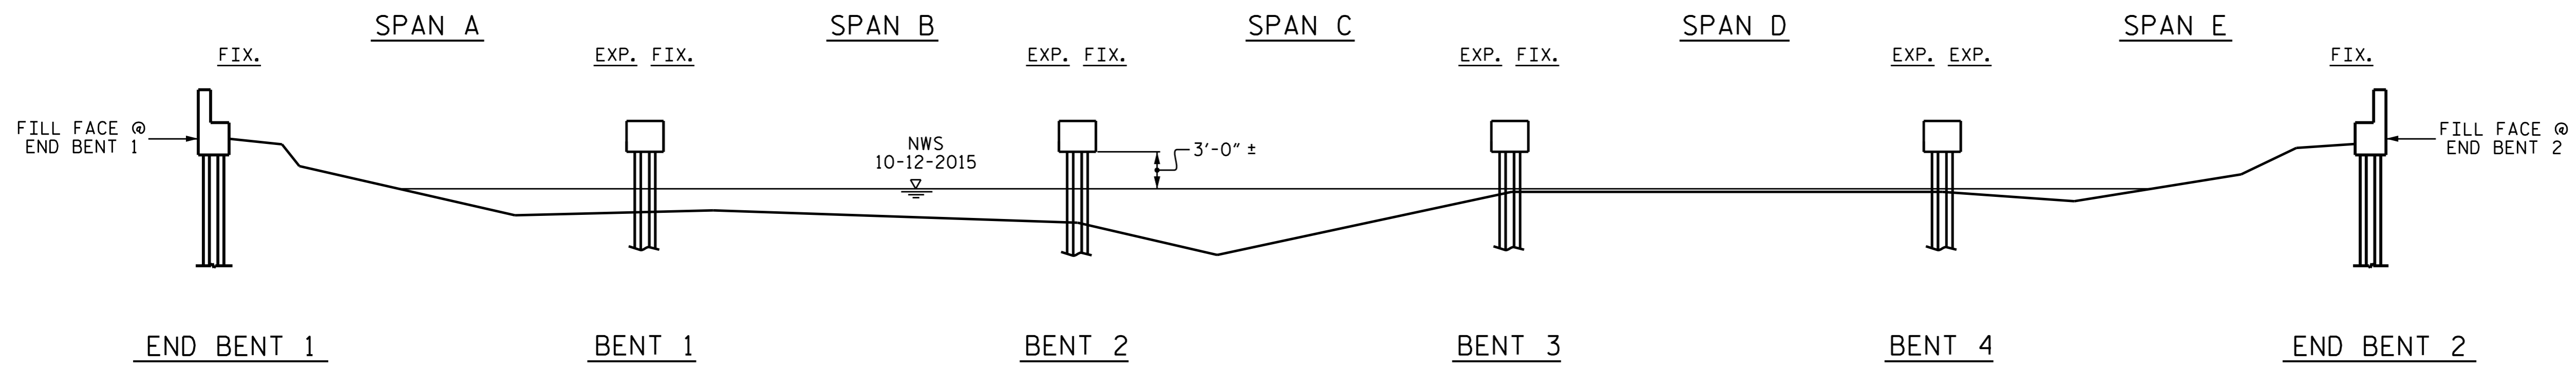 SPAN A
SPAN B
SPAN C
SPAN D
SPAN E
FIX.
EXP. FIX.
EXP. FIX.
EXP. FIX.
EXP. EXP.
FIX.
FILL FACE @
END BENT 1
NWS
10-12-2015
3'-0" ±
FILL FACE @
END BENT 2
END BENT 1
BENT 1
BENT 2
BENT 3
BENT 4
END BENT 2